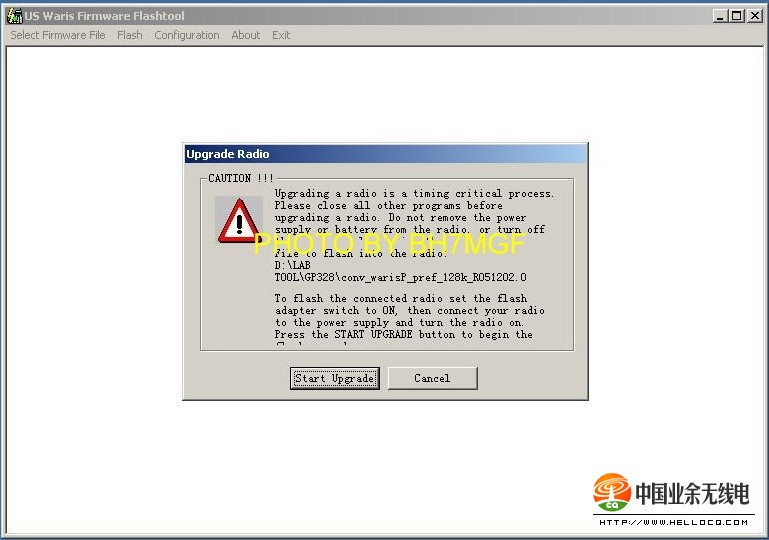 US Waris Firmware Flashtool
Select Firmware File Flash Configuration About Exit
Upgrade Radio
CAUTION !!!
Upgrading a radio is a timing critical process.
Please close all other programs before
upgrading a radio. Do not remove the power
supply or battery from the radio, or turn off
PHOTO BY BH7MGF
File to flash into the radio:
D:\LAB
TOOL\GP328\conv_warisP_pref_128k_R051202.0
To flash the connected radio set the flash
adapter switch to ON, then connect your radio
to the power supply and turn the radio on.
Press the START UPGRADE button to begin the
Start Upgrade Cancel
CQ
中国业余无线电
HTTP://WWW.HELLOCQ.COM